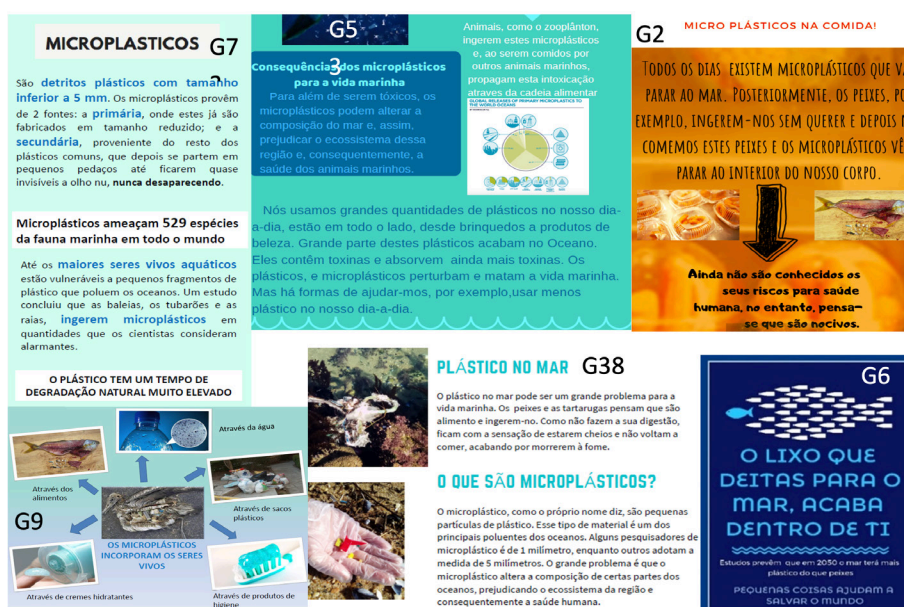 MICROPLASTICOS G7
São detritos plásticos com tamanho
inferior a 5 mm. Os microplásticos provêm
de 2 fontes: a primária, onde estes já são
fabricados em tamanho reduzido; e a
secundária, proveniente do resto dos
plásticos comuns, que depois se partem em
pequenos pedaços até ficarem quase
invisíveis a olho nu, nunca desaparecendo.
Microplásticos ameaçam 529 espécies
da fauna marinha em todo o mundo
Até os maiores seres vivos aquáticos
estão vulneráveis a pequenos fragmentos de
plástico que poluem os oceanos. Um estudo
concluiu que as baleias, os tubarões e as
raias, ingerem microplásticos em
quantidades que os cientistas consideram
alarmantes.
O PLÁSTICO TEM UM TEMPO DE
DEGRADAÇÃO NATURAL MUITO ELEVADO
G5
3
Consequências dos microplásticos
para a vida marinha
Para além de serem tóxicos, os
microplásticos podem alterar a
composição do mar e, assim,
prejudicar o ecossistema dessa
região e, consequentemente, a
saúde dos animais marinhos.
Animais, como o zooplânton,
ingerem estes microplásticos
e, ao serem comidos por
outros animais marinhos,
propagam esta intoxicação
atraves da cadeia alimentar
GLOBAL RELEASES OF PRIMARY MICROPLASTICS TO
THE WORLD OCEANS
Nós usamos grandes quantidades de plásticos no nosso dia-
a-dia, estão em todo o lado, desde brinquedos a produtos de
beleza. Grande parte destes plásticos acabam no Oceano.
Eles contêm toxinas e absorvem ainda mais toxinas. Os
plásticos, e microplásticos perturbam e matam a vida marinha.
Mas há formas de ajudar-mos, por exemplo,usar menos
plástico no nosso dia-a-dia.
G2
MICRO PLÁSTICOS NA COMIDA!
TODOS OS DIAS EXISTEM MICROPLÁSTICOS QUE
PARAR AO MAR. POSTERIORMENTE, OS PEIXES,
EXEMPLO, INGEREM-NOS SEM QUERER E DEPOIS
COMEMOS ESTES PEIXES E OS MICROPLÁSTICOS
PARAR AO INTERIOR DO NOSSO CORPO.
Ainda não são conhecidos os
seus riscos para saúde
humana, no entanto, pensa-
se que são nocivos.
G9
Através da água
Através dos
alimentos
Através de sacos
plásticos
OS MICROPLÁSTICOS
INCORPORAM OS SERES
VIVOS
Através de cremes hidratantes
Através de produtos de
higiene
PLÁSTICO NO MAR G38
O plástico no mar pode ser um grande problema para a
vida marinha. Os peixes e as tartarugas pensam que são
alimento e ingerem-no. Como não fazem a sua digestão,
ficam com a sensação de estarem cheios e não voltam a
comer, acabando por morrerem à fome.
O QUE SÃO MICROPLÁSTICOS?
O microplástico, como o próprio nome diz, são pequenas
partículas de plástico. Esse tipo de material é um dos
principais poluentes dos oceanos. Alguns pesquisadores de
microplástico é de 1 milímetro, enquanto outros adotam a
medida de 5 milímetros. O grande problema é que o
microplástico altera a composição de certas partes dos
oceanos, prejudicando o ecossistema da região e
consequentemente a saúde humana.
G6
O LIXO QUE
DEITAS PARA O
MAR, ACABA
DENTRO DE TI
Estudos prevêm que em 2050 o mar terá mais
plástico do que peixes
PEQUENAS COISAS AJUDAM A
SALVAR O MUNDO